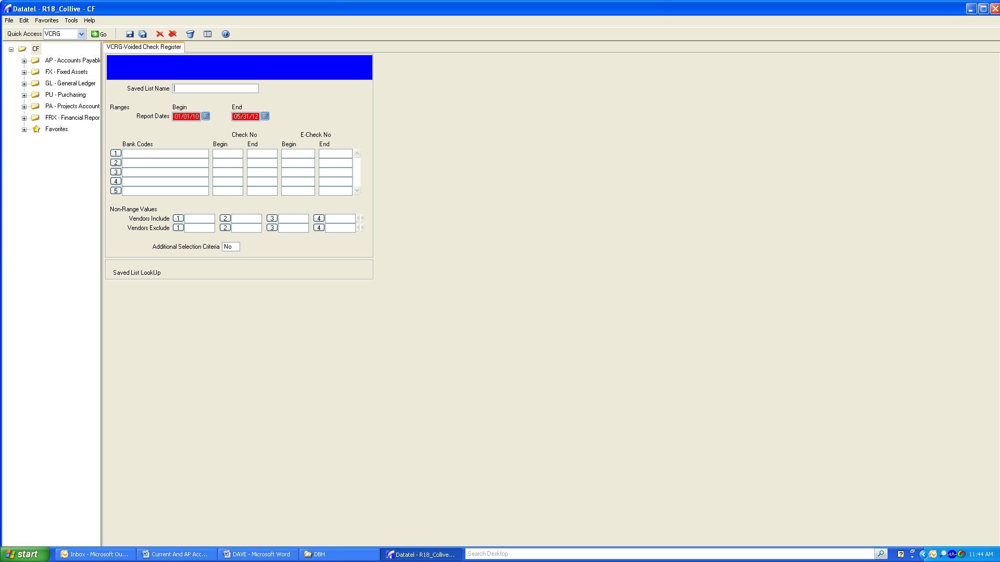 Datatel - R18_Collive - CF
File Edit Favorites Tools Help
Quick Access VCRG Go
CF
AP - Accounts Payabl
FX - Fixed Assets
GL - General Ledger
PU - Purchasing
PA - Projects Account
FRX - Financial Repor
Favorites
VCRG-Voided Check Register
Saved List Name
Ranges Begin End
Report Dates 01/01/10 05/31/12
Check No E-Check No
Bank Codes Begin End Begin End
1
2
3
4
5
Non-Range Values
Vendors Include 1 2 3 4
Vendors Exclude 1 2 3 4
Additional Selection Criteria No
Saved List LookUp
start Inbox - Microsoft Ou... Current And AP Acc... DAVE - Microsoft Word DBH Datatel - R18_Collive... Search Desktop 11:44 AM